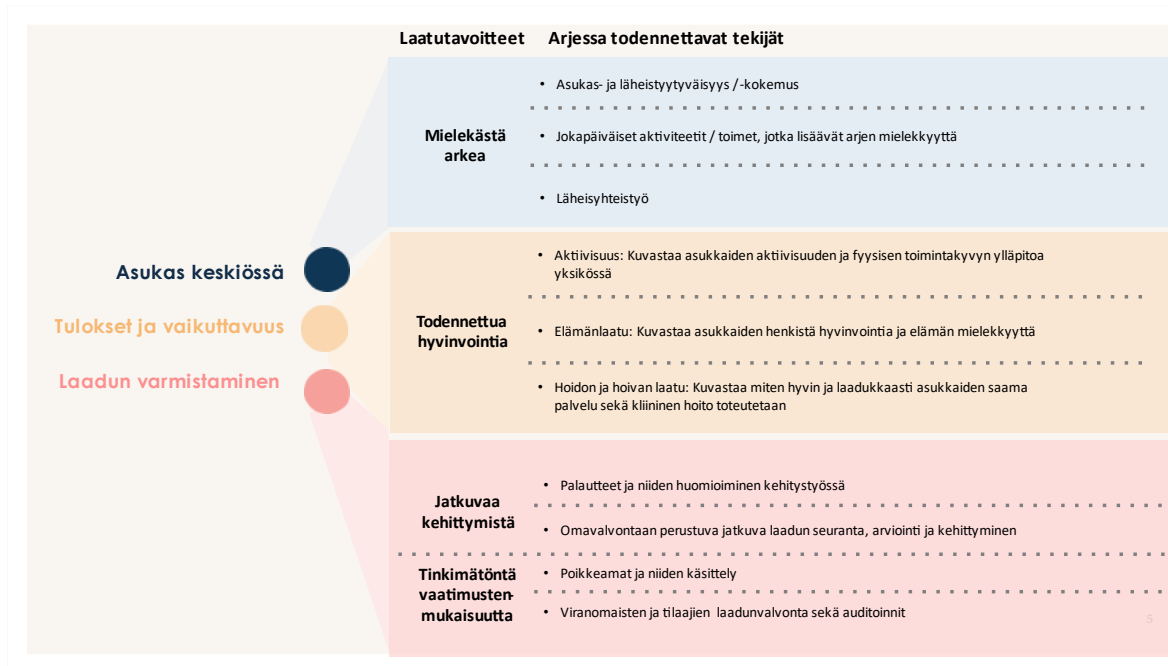 Laatutavoitteet
Arjessa todennettavat tekijät
Asukas keskiössä
Tulokset ja vaikuttavuus
Laadun varmistaminen
Mielekästä
arkea
• Asukas- ja läheistyytyväisyys /-kokemus
• Jokapäiväiset aktiviteetit / toimet, jotka lisäävät arjen mielekkyyttä
• Läheisyhteistyö
Todennettua
hyvinvointia
• Aktiivisuus: Kuvastaa asukkaiden aktiivisuuden ja fyysisen toimintakyvyn ylläpitoa
yksikössä
• Elämänlaatu: Kuvastaa asukkaiden henkistä hyvinvointia ja elämän mielekkyyttä
• Hoidon ja hoivan laatu: Kuvastaa miten hyvin ja laadukkaasti asukkaiden saama
palvelu sekä kliininen hoito toteutetaan
Jatkuvaa
kehittymistä
• Palautteet ja niiden huomioiminen kehitystyössä
• Omavalvontaan perustuva jatkuva laadun seuranta, arviointi ja kehittyminen
Tinkimätöntä
vaatimusten-
mukaisuutta
• Poikkeamat ja niiden käsittely
• Viranomaisten ja tilaajien laadunvalvonta sekä auditoinnit
5